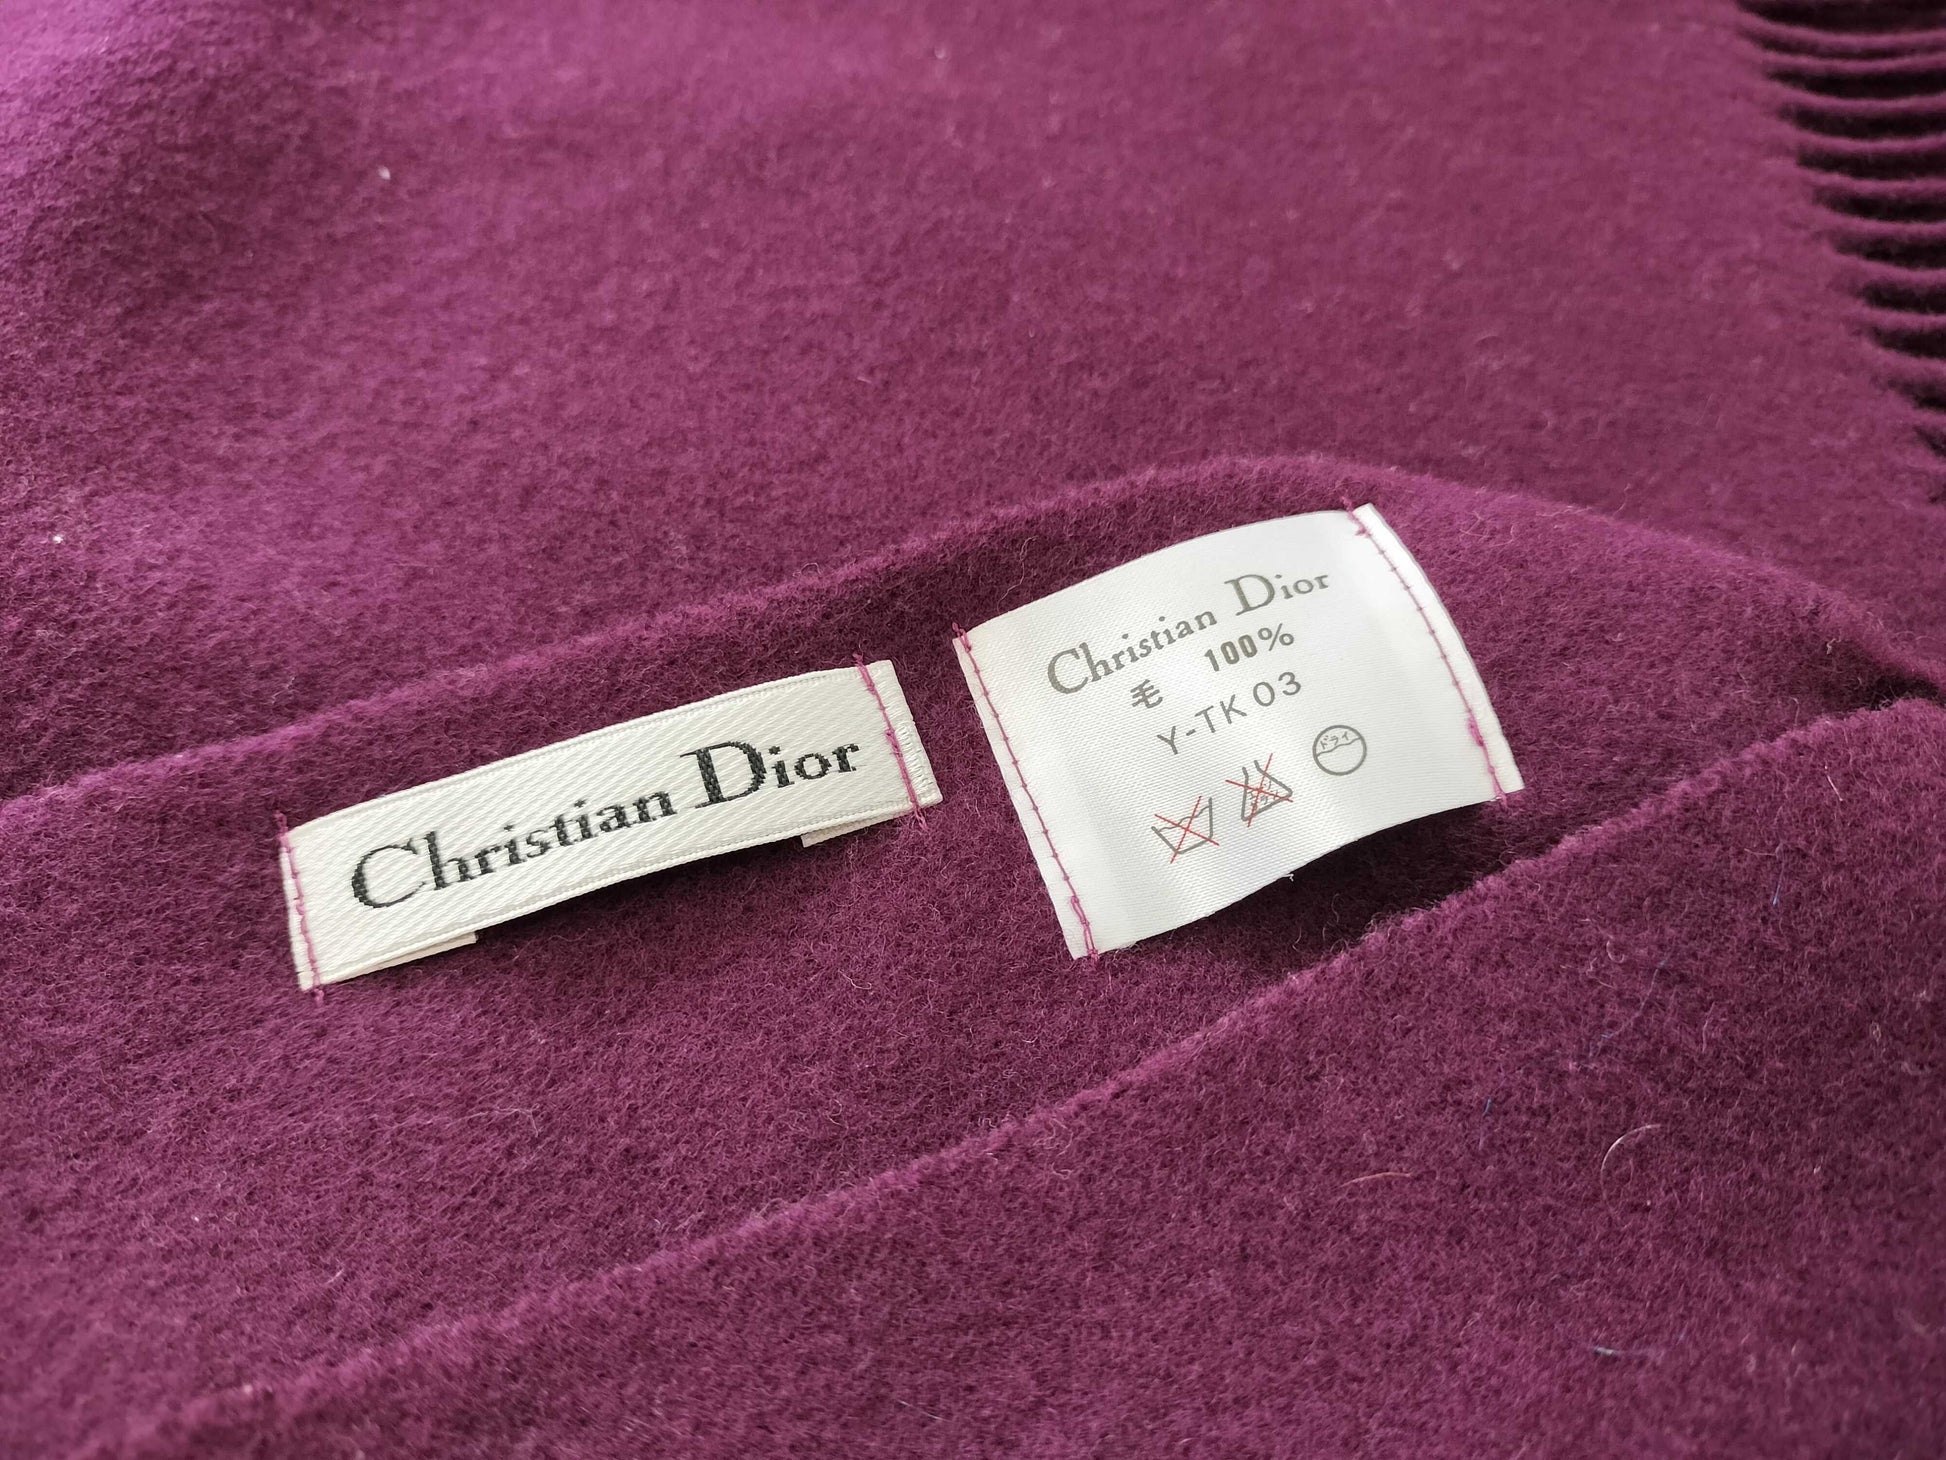 Christian Dior
Christian Dior
毛 100%
Y-TK 03
ドライ